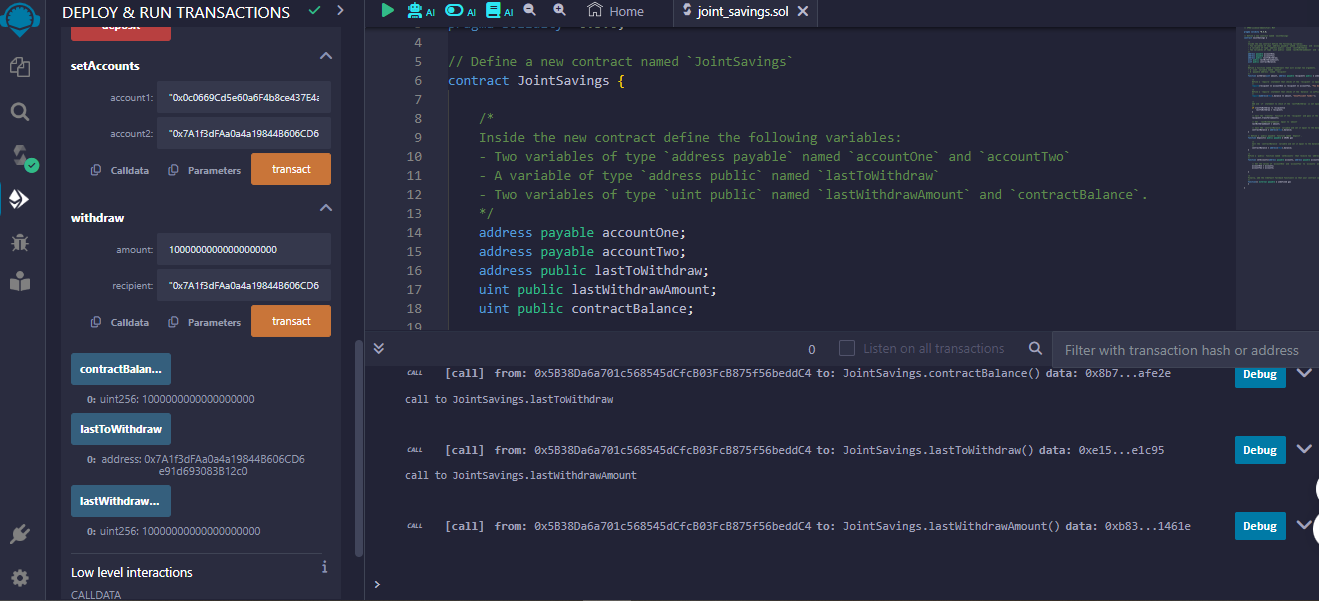 DEPLOY & RUN TRANSACTIONS
deposit
setAccounts
account1: "0x0c0669Cd5e60a6F4b8ce437E4a
account2: "0x7A1f3dFAa0a4a19844B606CD6
Calldata Parameters transact
withdraw
amount: 10000000000000000000
recipient: "0x7A1f3dFAa0a4a19844B606CD6
Calldata Parameters transact
contractBalan...
0: uint256: 1000000000000000000
lastToWithdraw
0: address: 0x7A1f3dFAa0a4a19844B606CD6
e91d693083B12c0
lastWithdraw...
0: uint256: 10000000000000000000
Low level interactions
CALLDATA
AI AI AI Home joint_savings.sol
4
5 // Define a new contract named `JointSavings`
6 contract JointSavings {
7
8 /*
9 Inside the new contract define the following variables:
10 - Two variables of type `address payable` named `accountOne` and `accountTwo`
11 - A variable of type `address public` named `lastToWithdraw`
12 - Two variables of type `uint public` named `lastWithdrawAmount` and `contractBalance`.
13 */
14 address payable accountOne;
15 address payable accountTwo;
16 address public lastToWithdraw;
17 uint public lastWithdrawAmount;
18 uint public contractBalance;
19
0 Listen on all transactions Filter with transaction hash or address
CALL [call] from: 0x5B38Da6a701c568545dCfcB03FcB875f56beddC4 to: JointSavings.contractBalance() data: 0x8b7...afe2e Debug
call to JointSavings.lastToWithdraw
CALL [call] from: 0x5B38Da6a701c568545dCfcB03FcB875f56beddC4 to: JointSavings.lastToWithdraw() data: 0xe15...e1c95 Debug
call to JointSavings.lastWithdrawAmount
CALL [call] from: 0x5B38Da6a701c568545dCfcB03FcB875f56beddC4 to: JointSavings.lastWithdrawAmount() data: 0xb83...1461e Debug
>